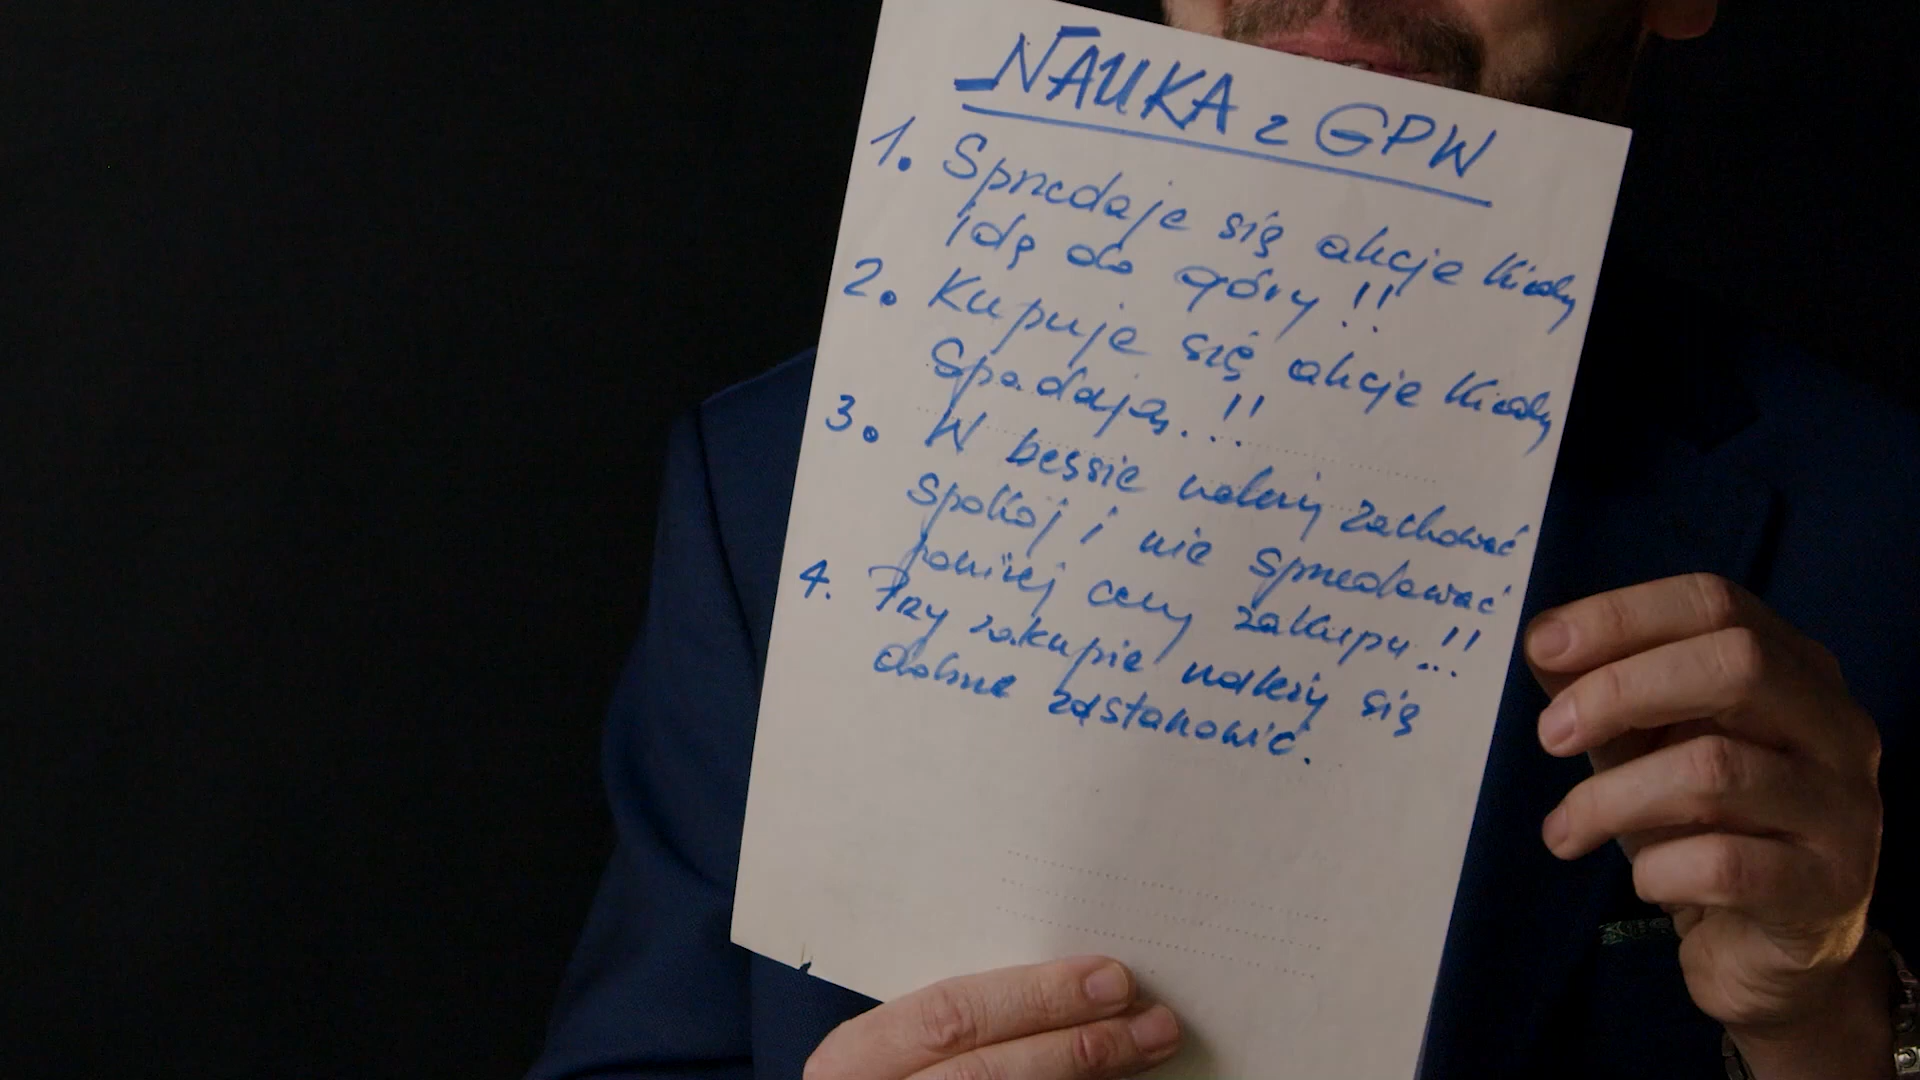 NAUKA z GPW
1. Sprzedaje się akcje kiedy
idą do góry !!
2. Kupuje się akcje kiedy
spadają.!!
3. W bessie należy zachować
spokój i nie sprzedawać
poniżej ceny zakupu!!
4. Przy zakupie należy się
dobrze zastanowić.